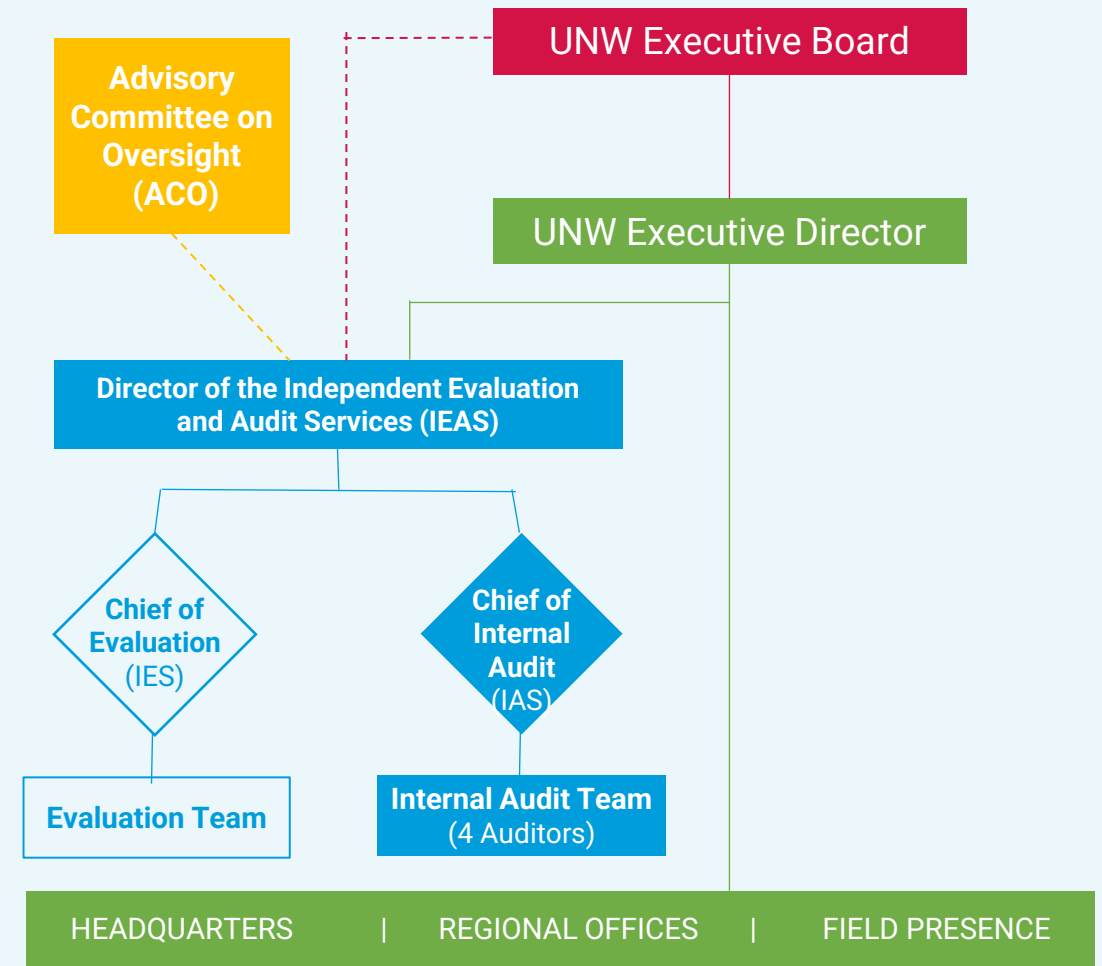 UNW Executive Board
Advisory
Committee on
Oversight
(ACO)
UNW Executive Director
Director of the Independent Evaluation
and Audit Services (IEAS)
Chief of
Evaluation
(IES)
Chief of
Internal
Audit
(IAS)
Evaluation Team
Internal Audit Team
(4 Auditors)
HEADQUARTERS | REGIONAL OFFICES | FIELD PRESENCE